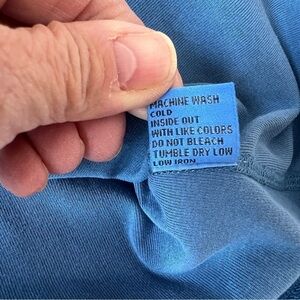 MACHINE WASH
COLD
INSIDE OUT
WITH LIKE COLORS
DO NOT BLEACH
TUMBLE DRY LOW
LOW IRON